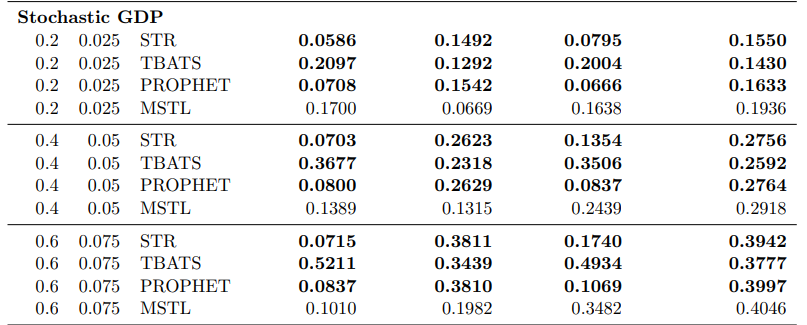 Stochastic GDP
0.2 0.025 STR 0.0586 0.1492 0.0795 0.1550
0.2 0.025 TBATS 0.2097 0.1292 0.2004 0.1430
0.2 0.025 PROPHET 0.0708 0.1542 0.0666 0.1633
0.2 0.025 MSTL 0.1700 0.0669 0.1638 0.1936
0.4 0.05 STR 0.0703 0.2623 0.1354 0.2756
0.4 0.05 TBATS 0.3677 0.2318 0.3506 0.2592
0.4 0.05 PROPHET 0.0800 0.2629 0.0837 0.2764
0.4 0.05 MSTL 0.1389 0.1315 0.2439 0.2918
0.6 0.075 STR 0.0715 0.3811 0.1740 0.3942
0.6 0.075 TBATS 0.5211 0.3439 0.4934 0.3777
0.6 0.075 PROPHET 0.0837 0.3810 0.1069 0.3997
0.6 0.075 MSTL 0.1010 0.1982 0.3482 0.4046